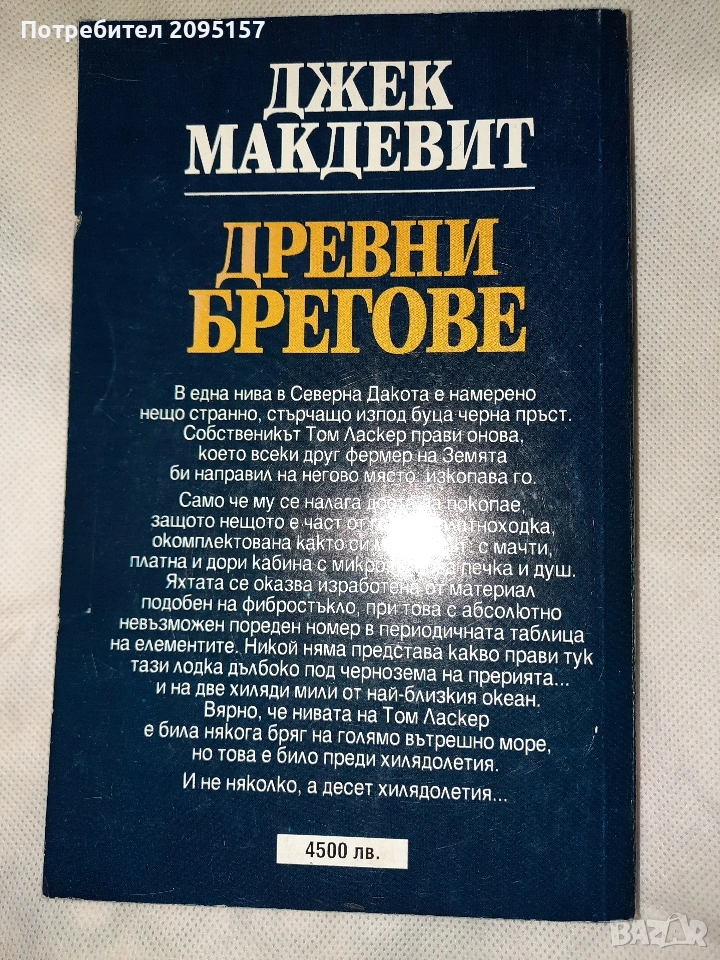 Потребител 2095157
ДЖЕК
МАКДЕВИТ
ДРЕВНИ
БРЕГОВЕ
В една нива в Северна Дакота е намерено
нещо странно, стърчащо изпод буца черна пръст.
Собственикът Том Ласкер прави онова,
което всеки друг фермер на Земята
би направил на негово място: изкопава го.
Само че му се налага покопае,
защото нещото е част от
окомплектована както с мачти,
платна и дори кабина с печка и душ.
Яхтата се оказва изработена от материал
подобен на фибростъкло, при това с абсолютно
невъзможен пореден номер в периодичната таблица
на елементите. Никой няма представа какво прави тук
тази лодка дълбоко под чернозема на прерията...
и на две хиляди мили от най-близкия океан.
Вярно, че нивата на Том Ласкер
е била някога бряг на голямо вътрешно море,
но това е било преди хилядолетия.
И не няколко, а десет хилядолетия...
4500 лв.
BAZAR